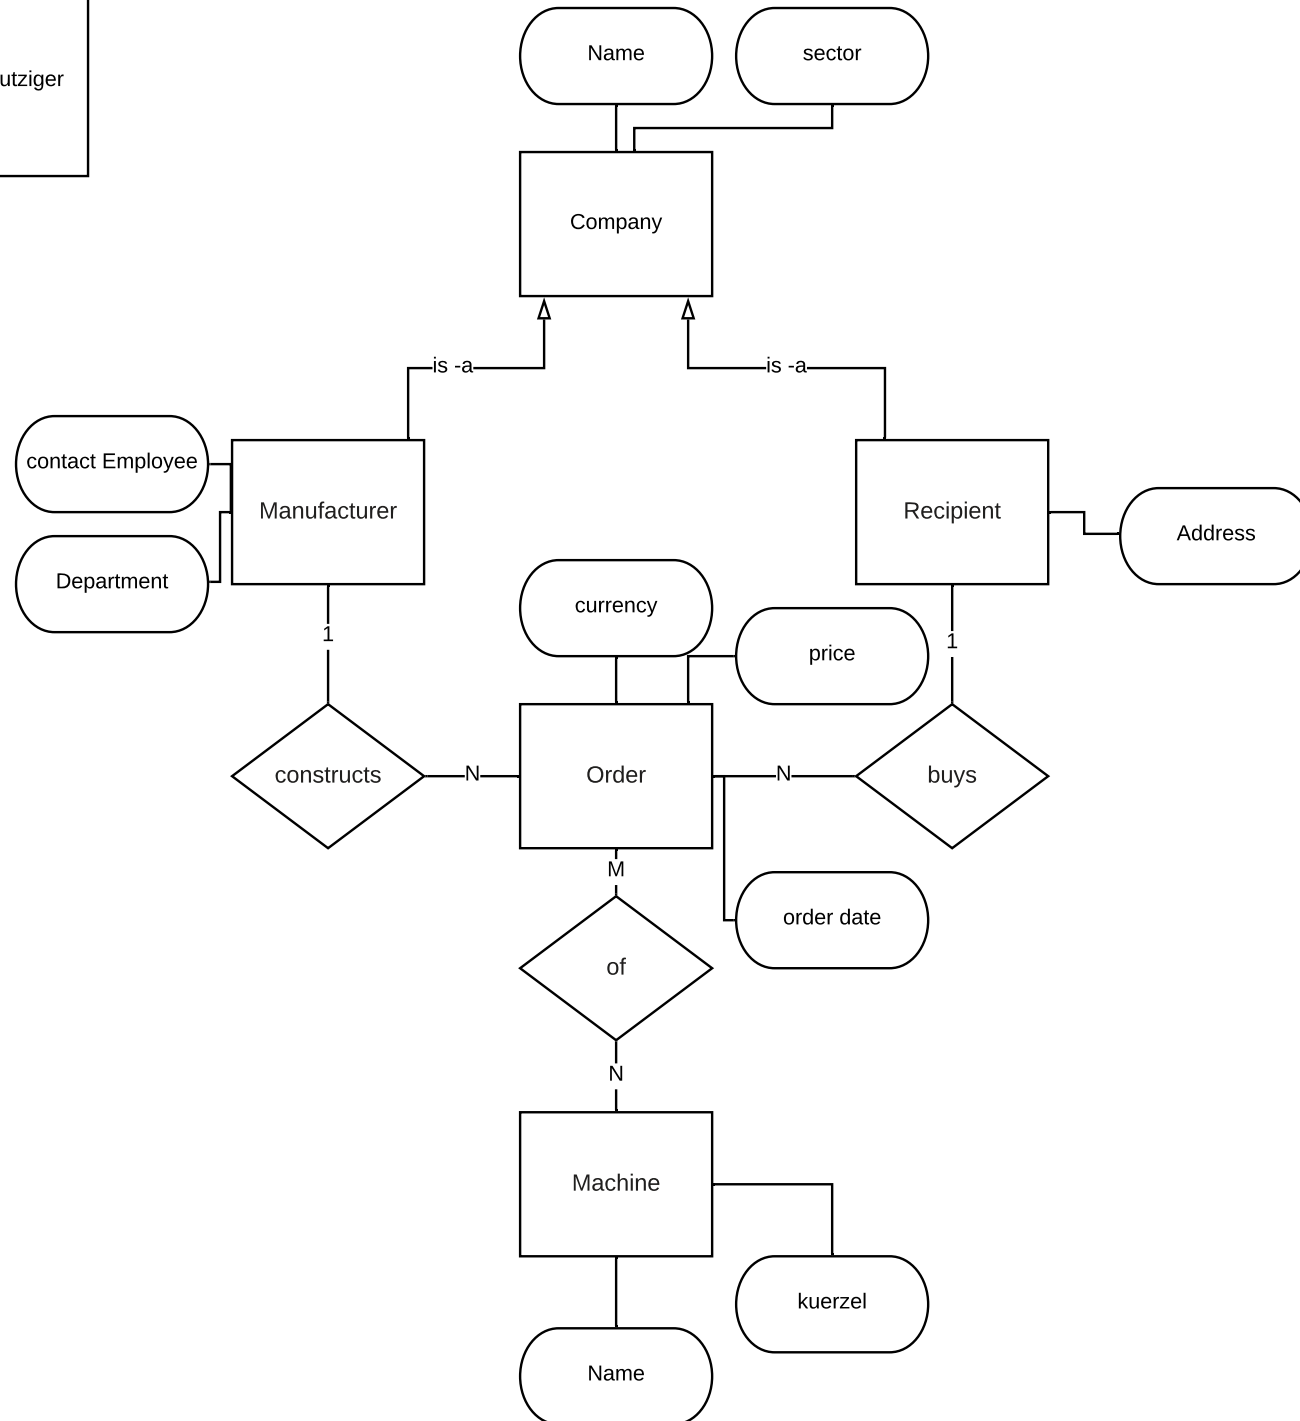 Name
sector
utziger
Company
is -a
is -a
contact Employee
Manufacturer
Recipient
Address
Department
currency
1
1
price
constructs
N
Order
N
buys
M
order date
of
N
Machine
kuerzel
Name